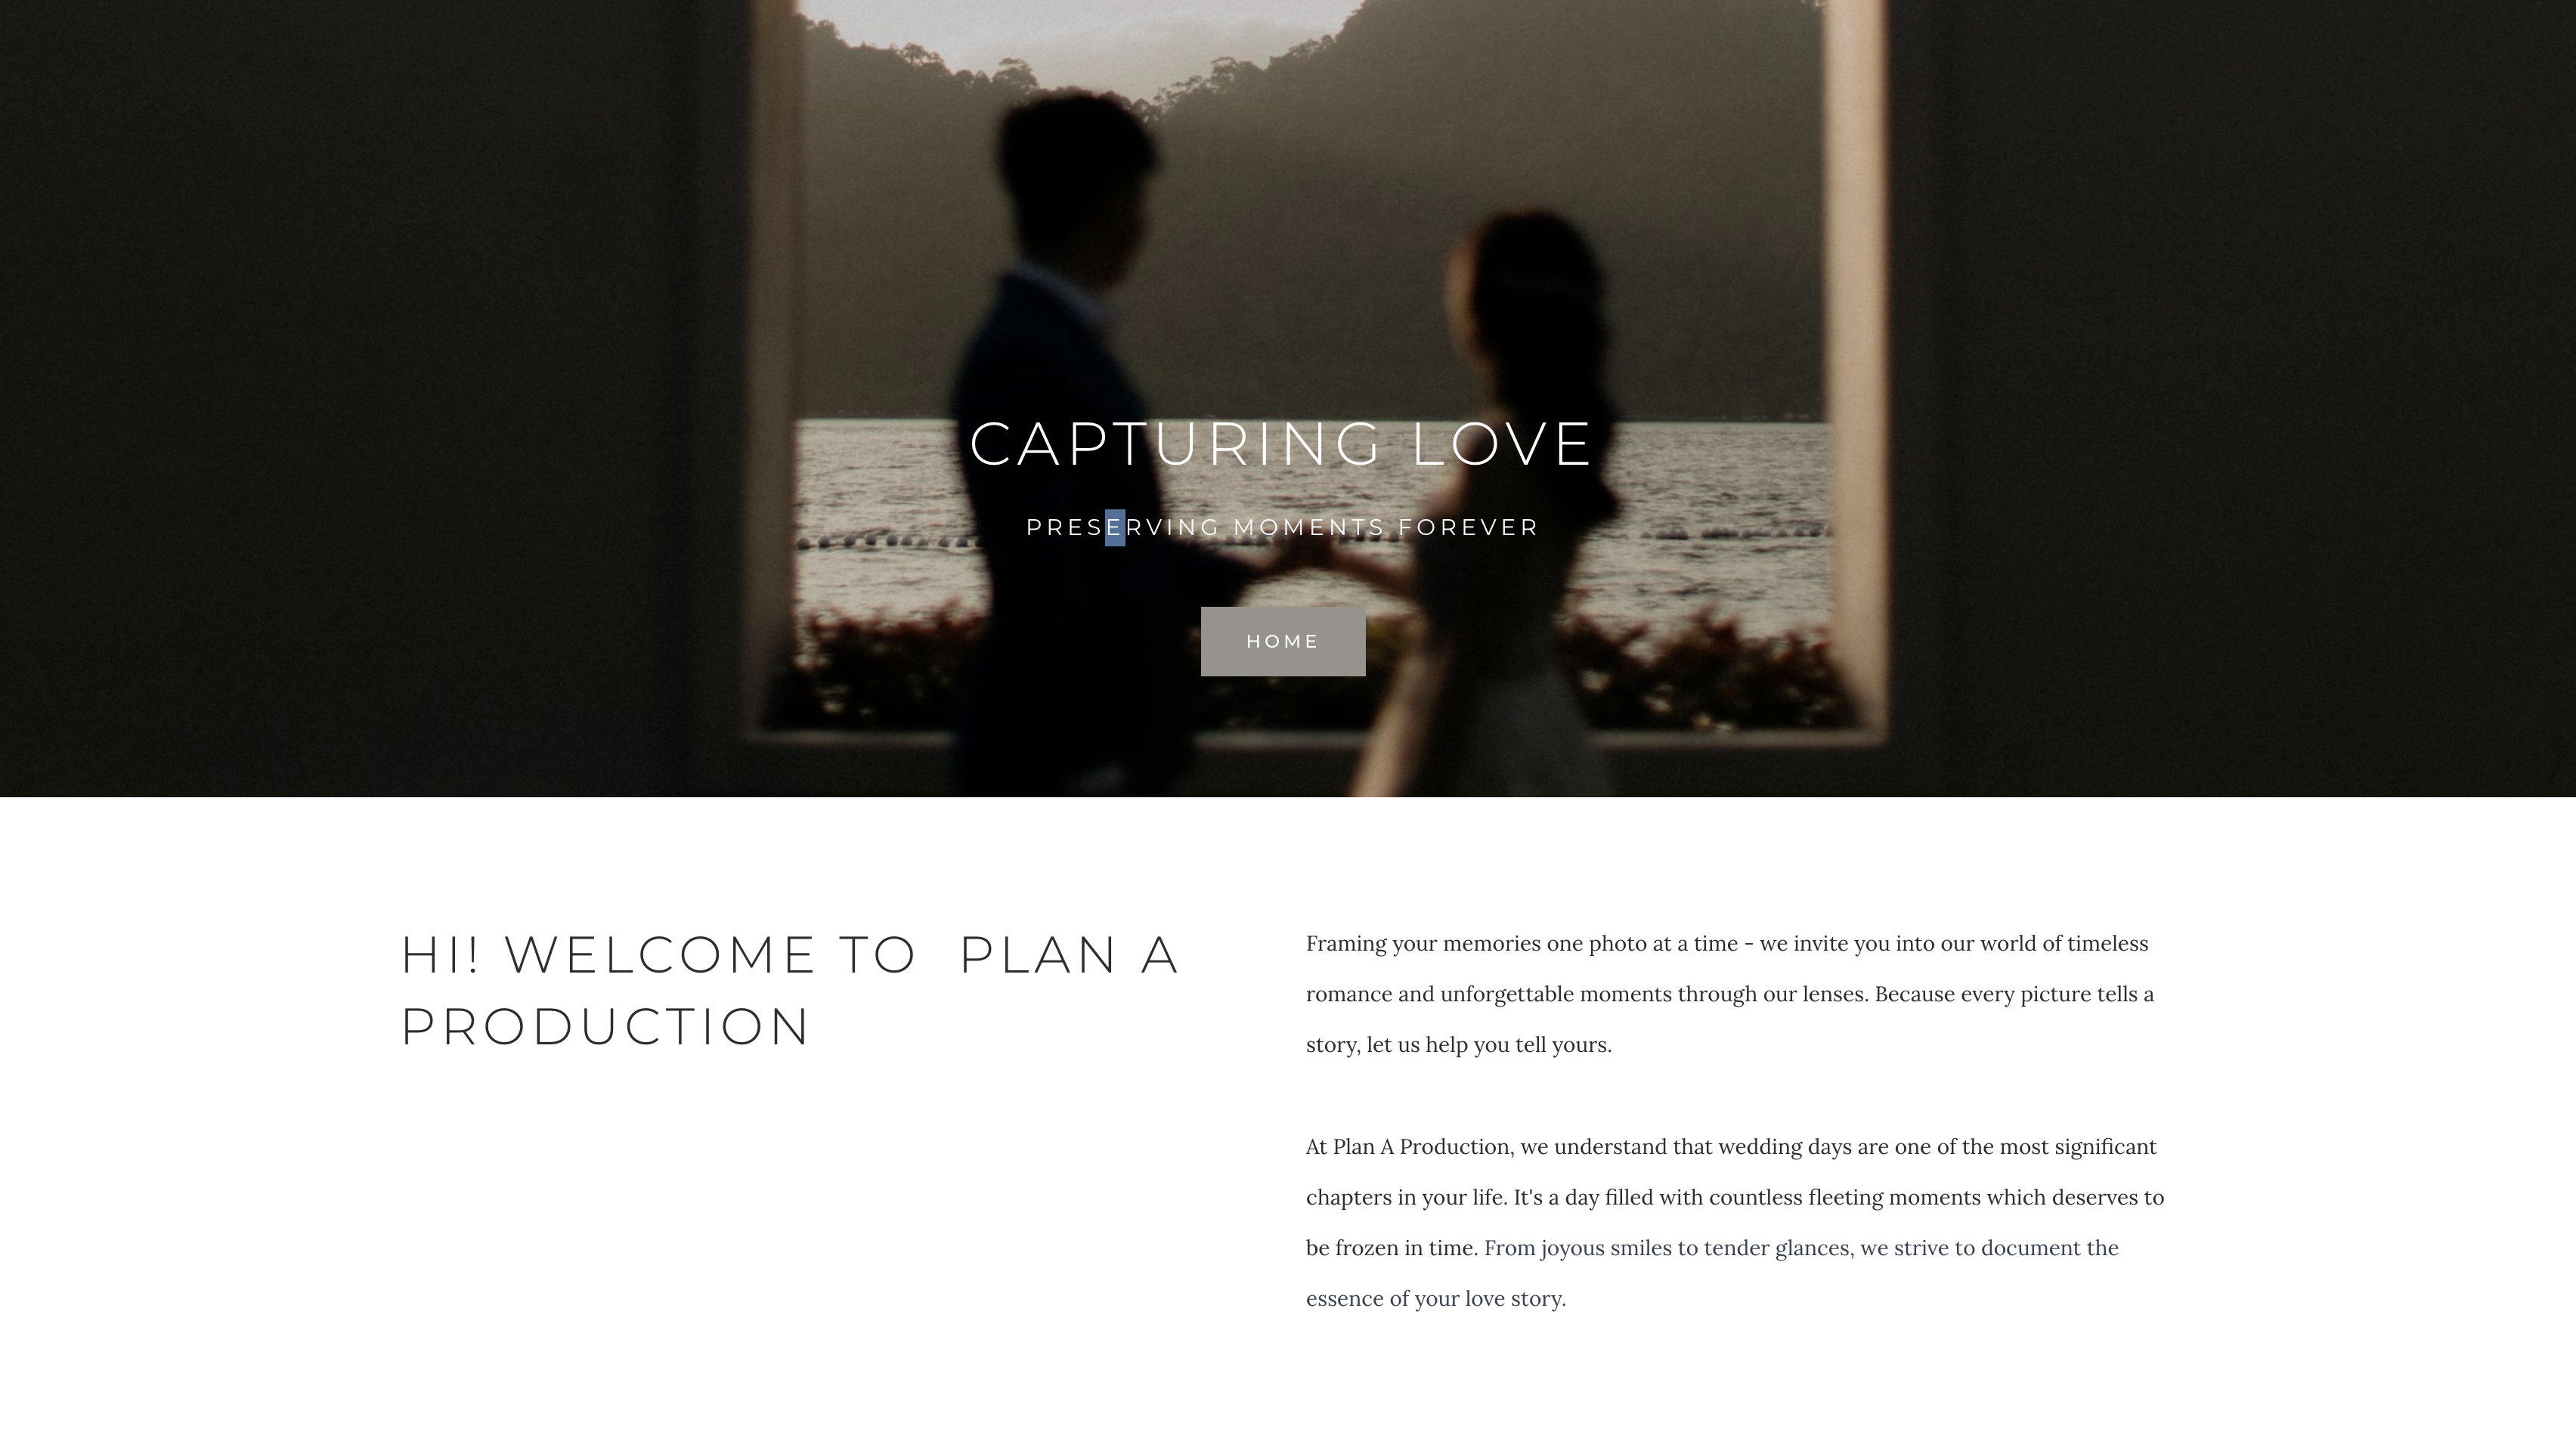 CAPTURING LOVE
PRESERVING MOMENTS FOREVER
HOME
HI! WELCOME TO  PLAN A
PRODUCTION
Framing your memories one photo at a time - we invite you into our world of timeless
romance and unforgettable moments through our lenses. Because every picture tells a
story, let us help you tell yours.
At Plan A Production, we understand that wedding days are one of the most significant
chapters in your life. It's a day filled with countless fleeting moments which deserves to
be frozen in time. From joyous smiles to tender glances, we strive to document the
essence of your love story.